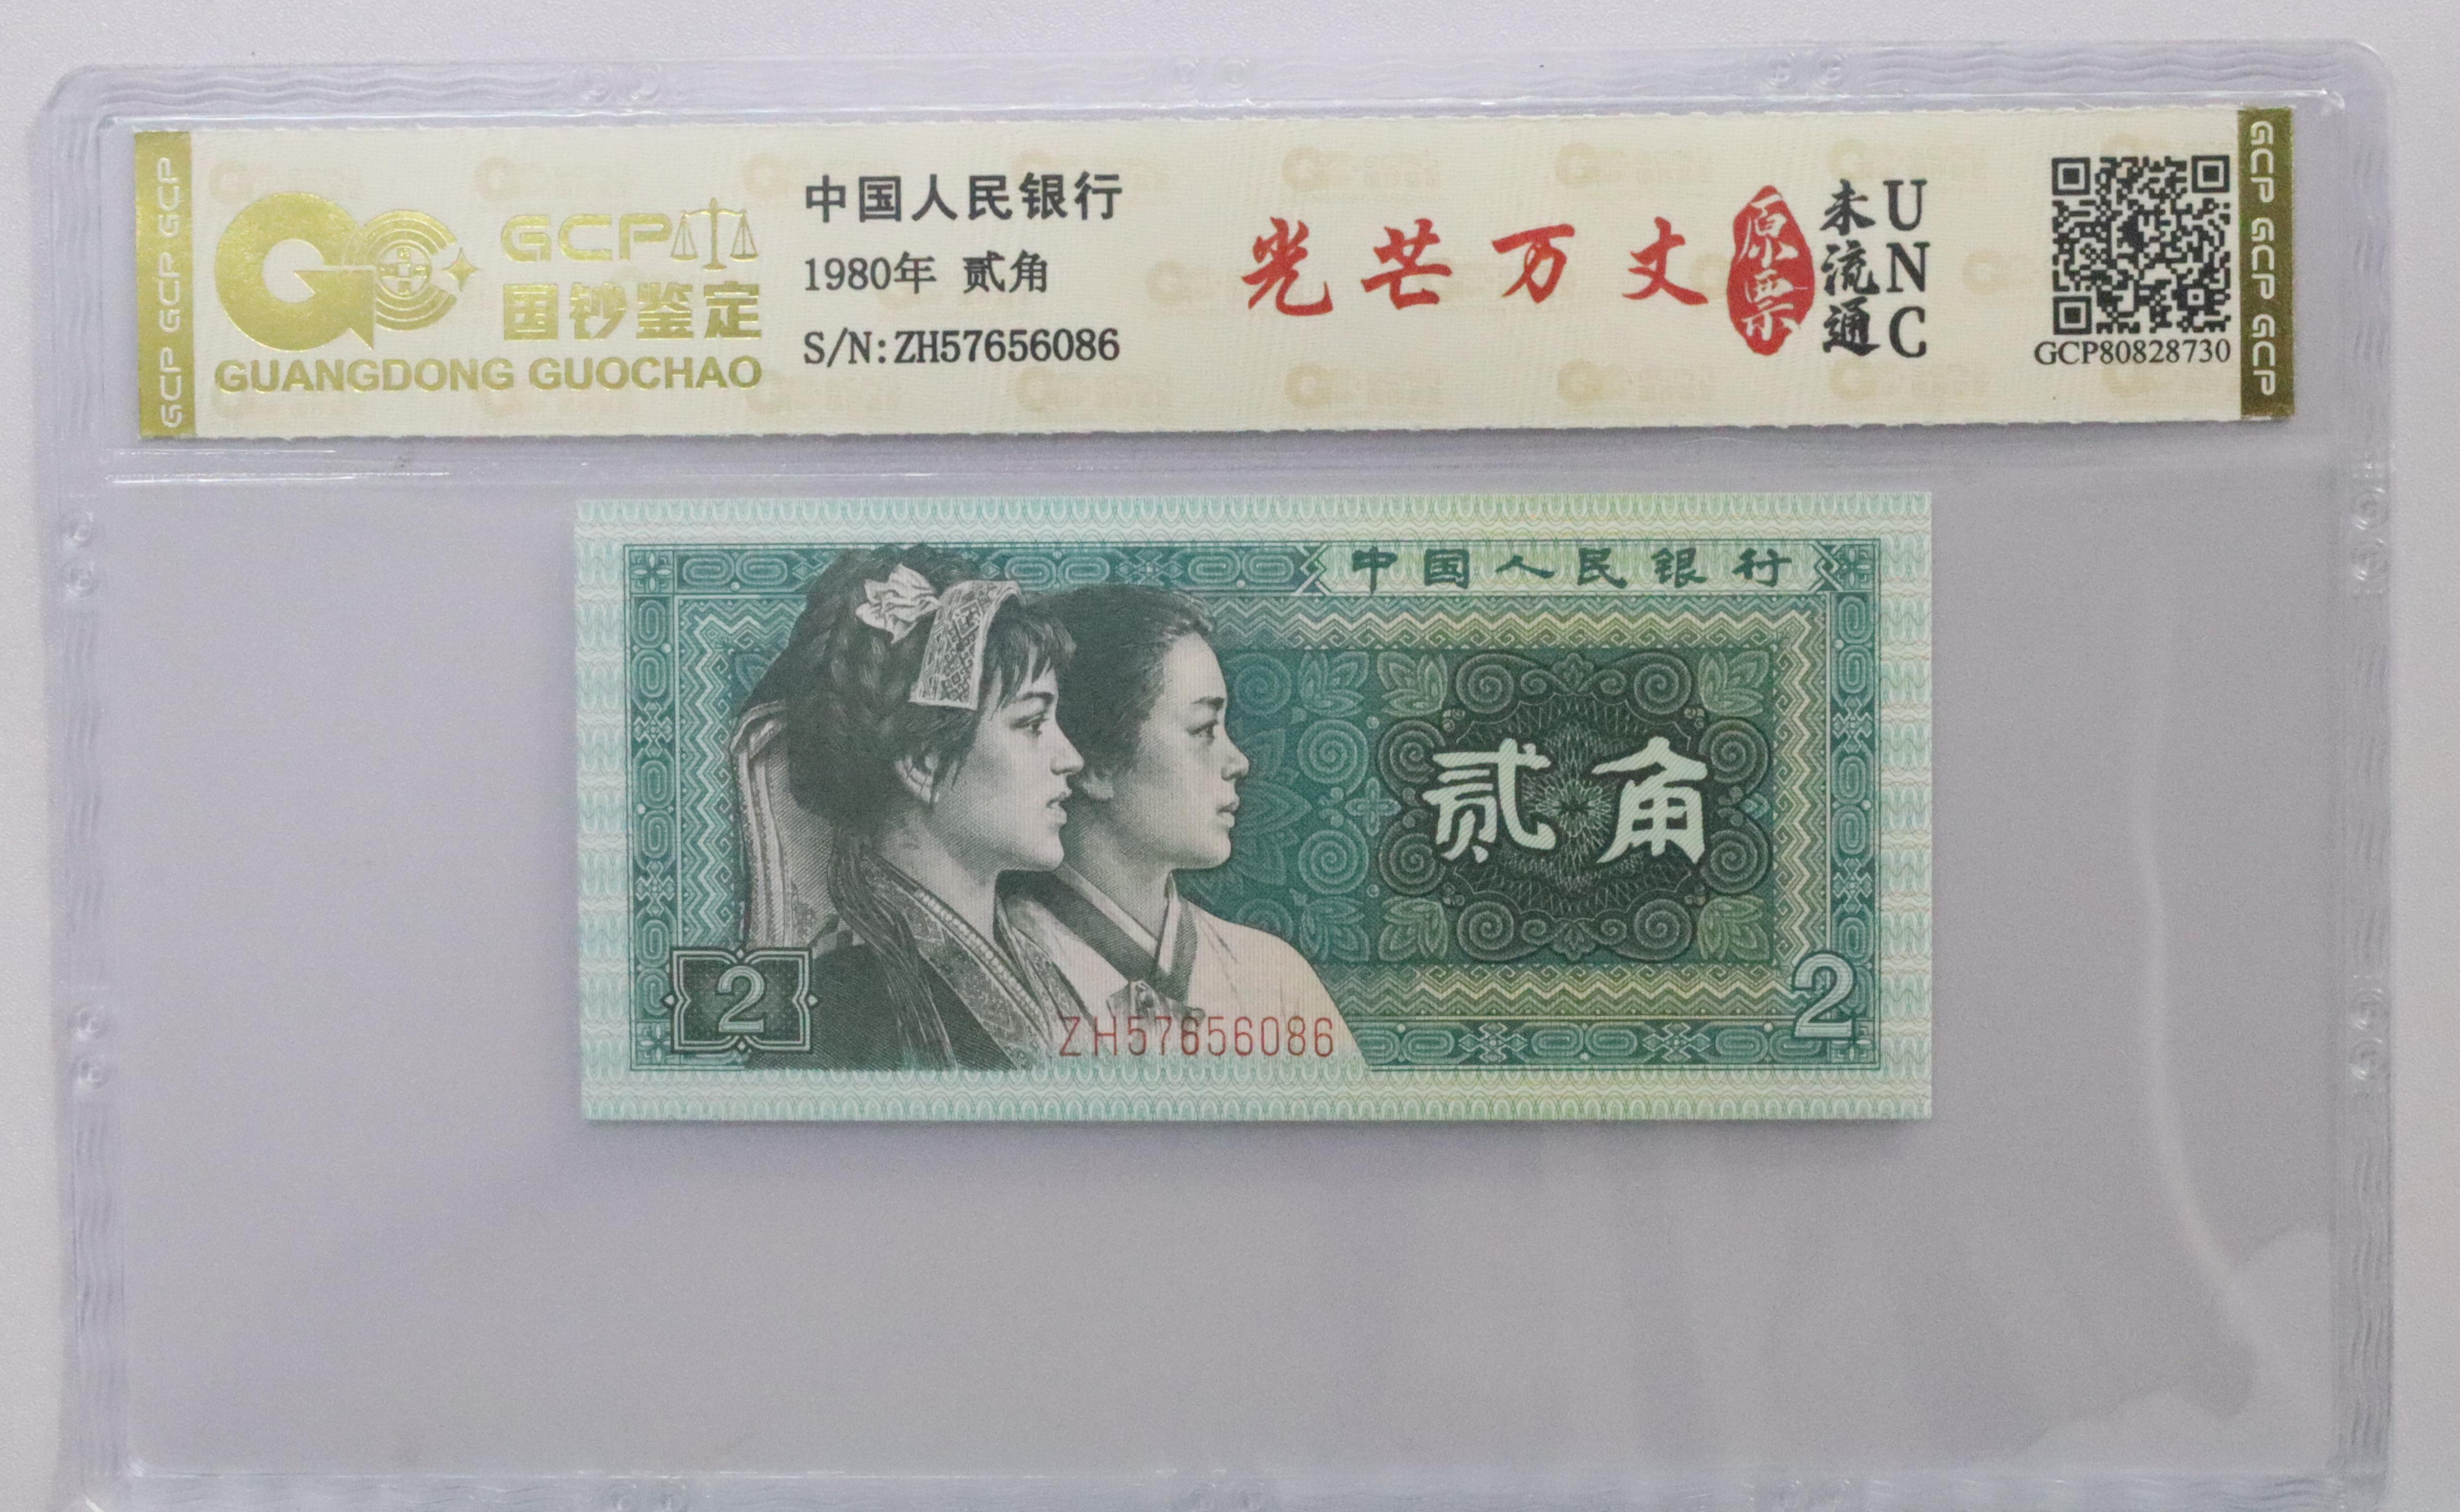 GCP GCP GCP
GCP
国钞鉴定
GUANGDONG GUOCHAO
中国人民银行
1980年 贰角
S/N:ZH57656086
光芒万丈
原票
未流通
UNC
GCP80828730
GCP GCP GCP
中国人民银行
贰角
2
2
ZH57656086